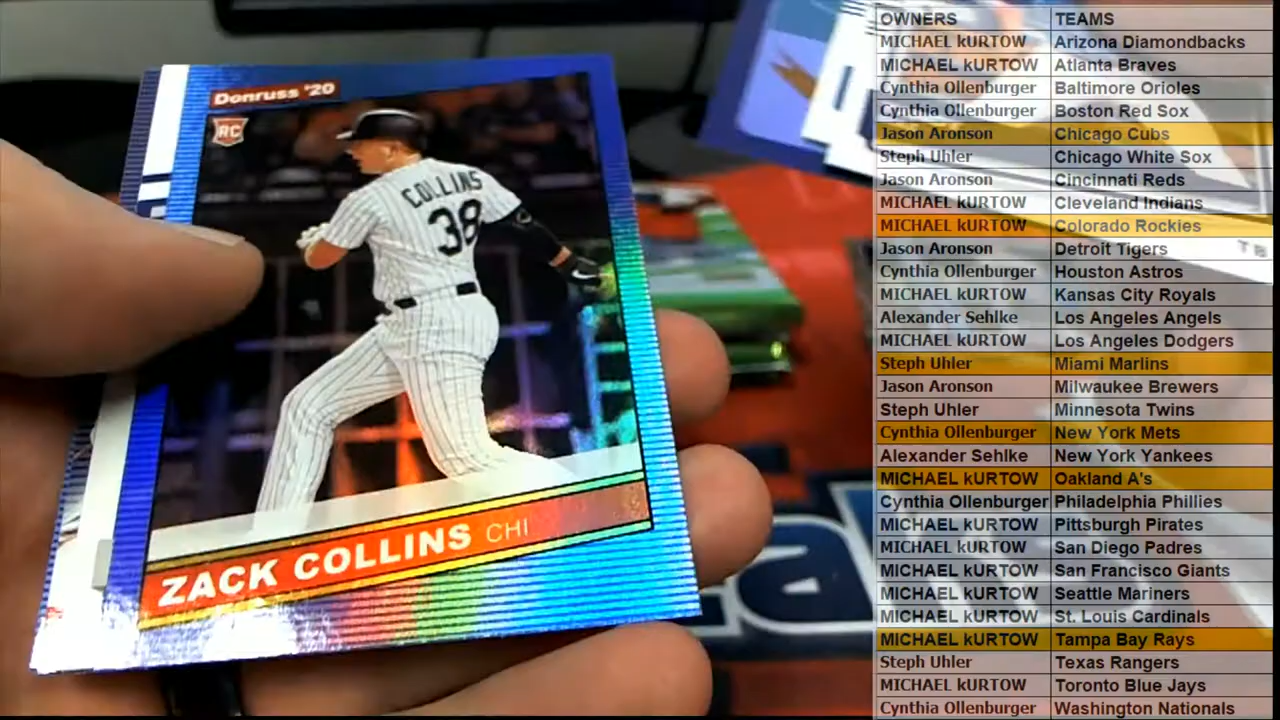 Donruss '20
RC
COLLINS
38
ZACK COLLINS CHI
OWNERS TEAMS
MICHAEL kURTOW Arizona Diamondbacks
MICHAEL kURTOW Atlanta Braves
Cynthia Ollenburger Baltimore Orioles
Cynthia Ollenburger Boston Red Sox
Jason Aronson Chicago Cubs
Steph Uhler Chicago White Sox
Jason Aronson Cincinnati Reds
MICHAEL kURTOW Cleveland Indians
MICHAEL kURTOW Colorado Rockies
Jason Aronson Detroit Tigers
Cynthia Ollenburger Houston Astros
MICHAEL kURTOW Kansas City Royals
Alexander Sehlke Los Angeles Angels
MICHAEL kURTOW Los Angeles Dodgers
Steph Uhler Miami Marlins
Jason Aronson Milwaukee Brewers
Steph Uhler Minnesota Twins
Cynthia Ollenburger New York Mets
Alexander Sehlke New York Yankees
MICHAEL kURTOW Oakland A's
Cynthia Ollenburger Philadelphia Phillies
MICHAEL kURTOW Pittsburgh Pirates
MICHAEL kURTOW San Diego Padres
MICHAEL kURTOW San Francisco Giants
MICHAEL kURTOW Seattle Mariners
MICHAEL kURTOW St. Louis Cardinals
MICHAEL kURTOW Tampa Bay Rays
Steph Uhler Texas Rangers
MICHAEL kURTOW Toronto Blue Jays
Cynthia Ollenburger Washington Nationals